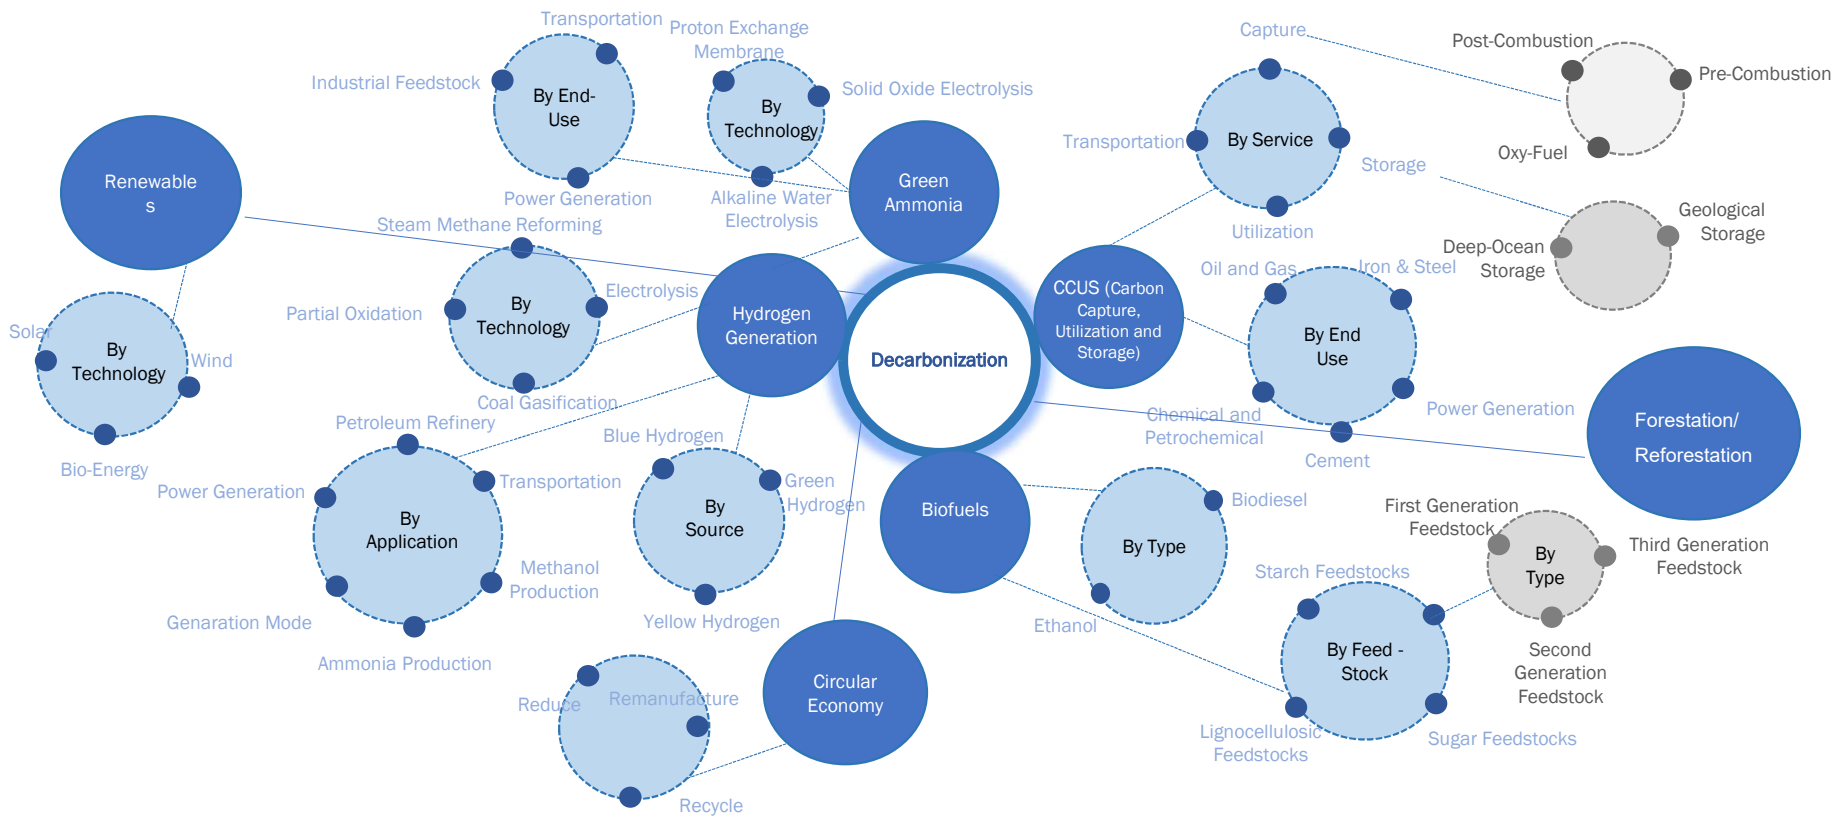 Transportation
Industrial Feedstock
By End-
Use
Power Generation
Proton Exchange
Membrane
Solid Oxide Electrolysis
By
Technology
Alkaline Water
Electrolysis
Green
Ammonia
Renewable
s
Solar
By
Technology
Wind
Bio-Energy
Steam Methane Reforming
Partial Oxidation
By
Technology
Electrolysis
Coal Gasification
Hydrogen
Generation
Decarbonization
Petroleum Refinery
Power Generation
Transportation
By
Application
Methanol
Production
Genaration Mode
Ammonia Production
Blue Hydrogen
Green
Hydrogen
By
Source
Yellow Hydrogen
Reduce
Remanufacture
Recycle
Circular
Economy
Capture
Transportation
By Service
Storage
Utilization
Post-Combustion
Pre-Combustion
Oxy-Fuel
Geological
Storage
Deep-Ocean
Storage
CCUS (Carbon
Capture,
Utilization and
Storage)
Oil and Gas
Iron & Steel
By End
Use
Chemical and
Petrochemical
Power Generation
Cement
Forestation/
Reforestation
Biofuels
Biodiesel
By Type
Ethanol
Starch Feedstocks
By Feed -
Stock
Lignocellulosic
Feedstocks
Sugar Feedstocks
First Generation
Feedstock
By
Type
Third Generation
Feedstock
Second
Generation
Feedstock